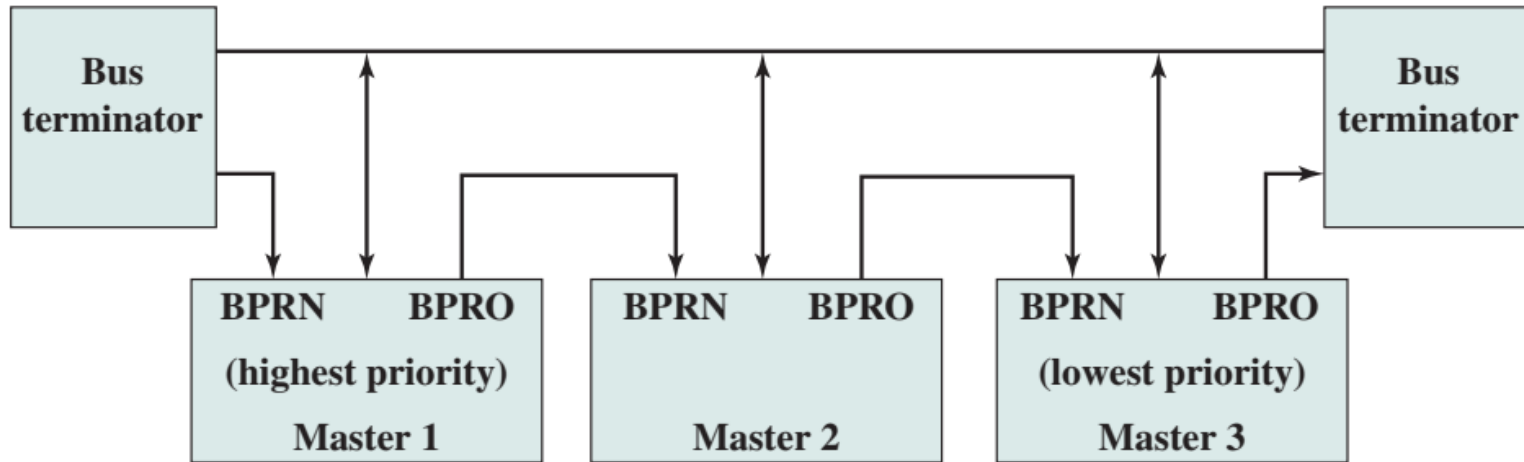 Bus
terminator
Bus
terminator
BPRN BPRO
(highest priority)
Master 1
BPRN BPRO
Master 2
BPRN BPRO
(lowest priority)
Master 3